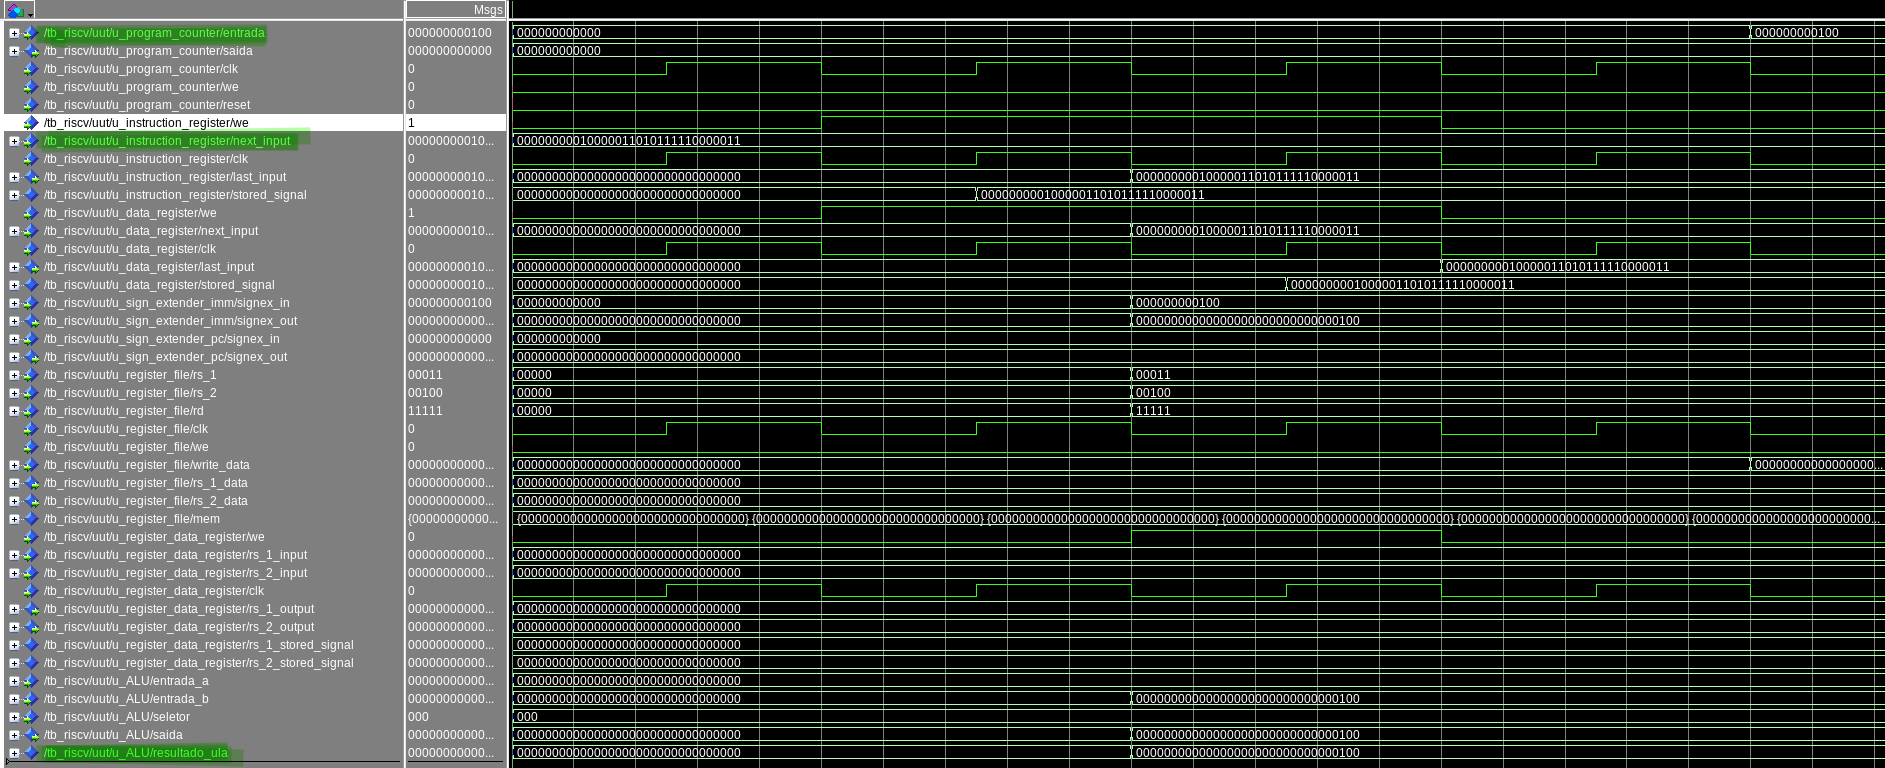 Msgs
/tb_riscv/uut/u_program_counter/entrada 000000000100 000000000000 000000000100
/tb_riscv/uut/u_program_counter/saida 000000000000 000000000000
/tb_riscv/uut/u_program_counter/clk 0
/tb_riscv/uut/u_program_counter/we 0
/tb_riscv/uut/u_program_counter/reset 0
/tb_riscv/uut/u_instruction_register/we 1
/tb_riscv/uut/u_instruction_register/next_input 00000000010... 00000000010000011010111110000011
/tb_riscv/uut/u_instruction_register/clk 0
/tb_riscv/uut/u_instruction_register/last_input 00000000010... 00000000000000000000000000000000 00000000010000011010111110000011
/tb_riscv/uut/u_instruction_register/stored_signal 00000000010... 00000000000000000000000000000000 00000000010000011010111110000011
/tb_riscv/uut/u_data_register/we 1
/tb_riscv/uut/u_data_register/next_input 00000000010... 00000000000000000000000000000000 00000000010000011010111110000011
/tb_riscv/uut/u_data_register/clk 0
/tb_riscv/uut/u_data_register/last_input 00000000010... 00000000000000000000000000000000 00000000010000011010111110000011
/tb_riscv/uut/u_data_register/stored_signal 00000000010... 00000000000000000000000000000000 00000000010000011010111110000011
/tb_riscv/uut/u_sign_extender_imm/signex_in 000000000100 000000000000 000000000100
/tb_riscv/uut/u_sign_extender_imm/signex_out 00000000000... 00000000000000000000000000000000 00000000000000000000000000000100
/tb_riscv/uut/u_sign_extender_pc/signex_in 000000000000 000000000000
/tb_riscv/uut/u_sign_extender_pc/signex_out 00000000000... 00000000000000000000000000000000
/tb_riscv/uut/u_register_file/rs_1 00011 00000 00011
/tb_riscv/uut/u_register_file/rs_2 00100 00000 00100
/tb_riscv/uut/u_register_file/rd 11111 00000 11111
/tb_riscv/uut/u_register_file/clk 0
/tb_riscv/uut/u_register_file/we 0
/tb_riscv/uut/u_register_file/write_data 00000000000... 00000000000000000000000000000000 00000000000000000...
/tb_riscv/uut/u_register_file/rs_1_data 00000000000... 00000000000000000000000000000000
/tb_riscv/uut/u_register_file/rs_2_data 00000000000... 00000000000000000000000000000000
/tb_riscv/uut/u_register_file/mem {00000000000... {00000000000000000000000000000000} {00000000000000000000000000000000} {00000000000000000000000000000000} {00000000000000000000000000000000} {00000000000000000000000000000000} {0000000000000000000000000...
/tb_riscv/uut/u_register_data_register/we 0
/tb_riscv/uut/u_register_data_register/rs_1_input 00000000000... 00000000000000000000000000000000
/tb_riscv/uut/u_register_data_register/rs_2_input 00000000000... 00000000000000000000000000000000
/tb_riscv/uut/u_register_data_register/clk 0
/tb_riscv/uut/u_register_data_register/rs_1_output 00000000000... 00000000000000000000000000000000
/tb_riscv/uut/u_register_data_register/rs_2_output 00000000000... 00000000000000000000000000000000
/tb_riscv/uut/u_register_data_register/rs_1_stored_signal 00000000000... 00000000000000000000000000000000
/tb_riscv/uut/u_register_data_register/rs_2_stored_signal 00000000000... 00000000000000000000000000000000
/tb_riscv/uut/u_ALU/entrada_a 00000000000... 00000000000000000000000000000000
/tb_riscv/uut/u_ALU/entrada_b 00000000000... 00000000000000000000000000000000 00000000000000000000000000000100
/tb_riscv/uut/u_ALU/seletor 000 000
/tb_riscv/uut/u_ALU/saida 00000000000... 00000000000000000000000000000000 00000000000000000000000000000100
/tb_riscv/uut/u_ALU/resultado_ula 00000000000... 00000000000000000000000000000000 00000000000000000000000000000100